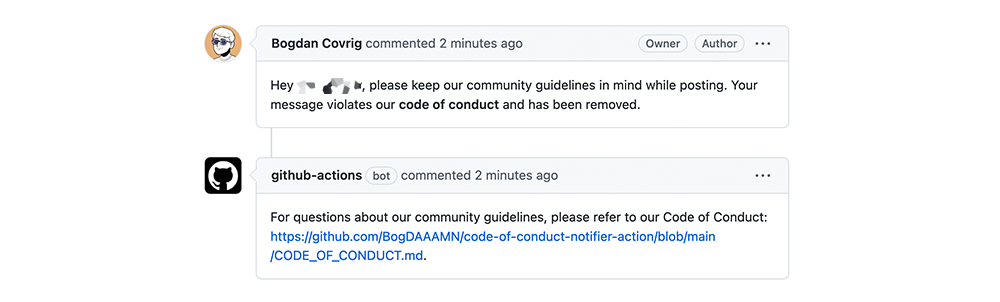 Bogdan Covrig commented 2 minutes ago Owner Author
Hey , please keep our community guidelines in mind while posting. Your
message violates our code of conduct and has been removed.
github-actions bot commented 2 minutes ago
For questions about our community guidelines, please refer to our Code of Conduct:
https://github.com/BogDAAAMN/code-of-conduct-notifier-action/blob/main
/CODE_OF_CONDUCT.md.